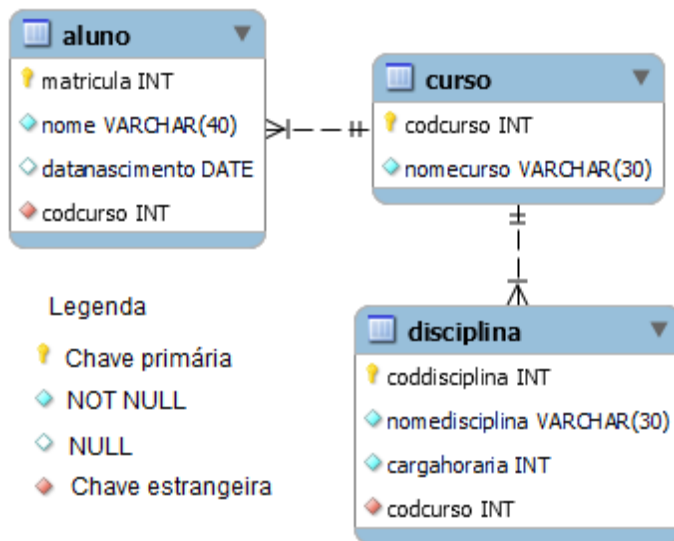 aluno
matricula INT
nome VARCHAR(40)
datanascimento DATE
codcurso INT
curso
codcurso INT
nomecurso VARCHAR(30)
Legenda
Chave primária
NOT NULL
NULL
Chave estrangeira
disciplina
coddisciplina INT
nomedisciplina VARCHAR(30)
cargahoraria INT
codcurso INT